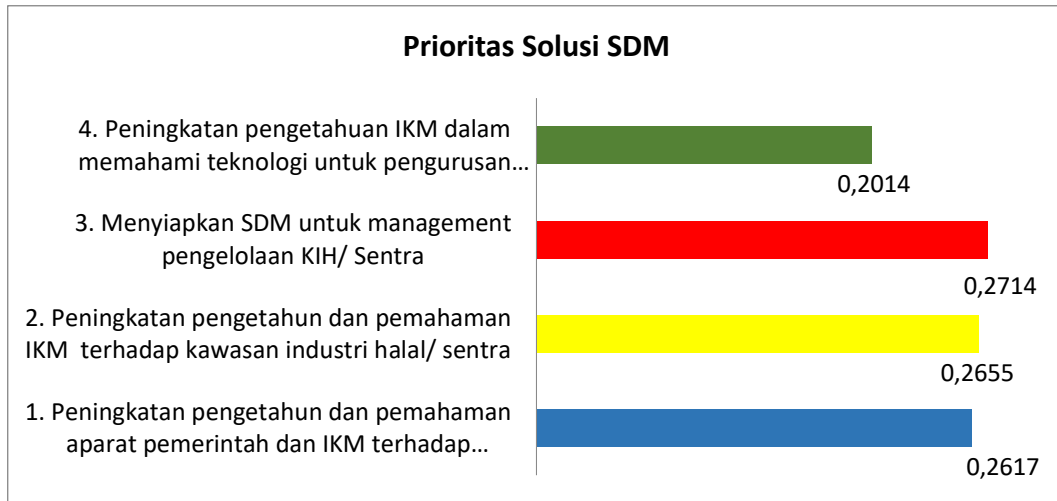 Prioritas Solusi SDM
4. Peningkatan pengetahuan IKM dalam
memahami teknologi untuk pengurusan…
0,2014
3. Menyiapkan SDM untuk management
pengelolaan KIH/ Sentra
0,2714
2. Peningkatan pengetahun dan pemahaman
IKM  terhadap kawasan industri halal/ sentra
0,2655
1. Peningkatan pengetahun dan pemahaman
aparat pemerintah dan IKM terhadap…
0,2617